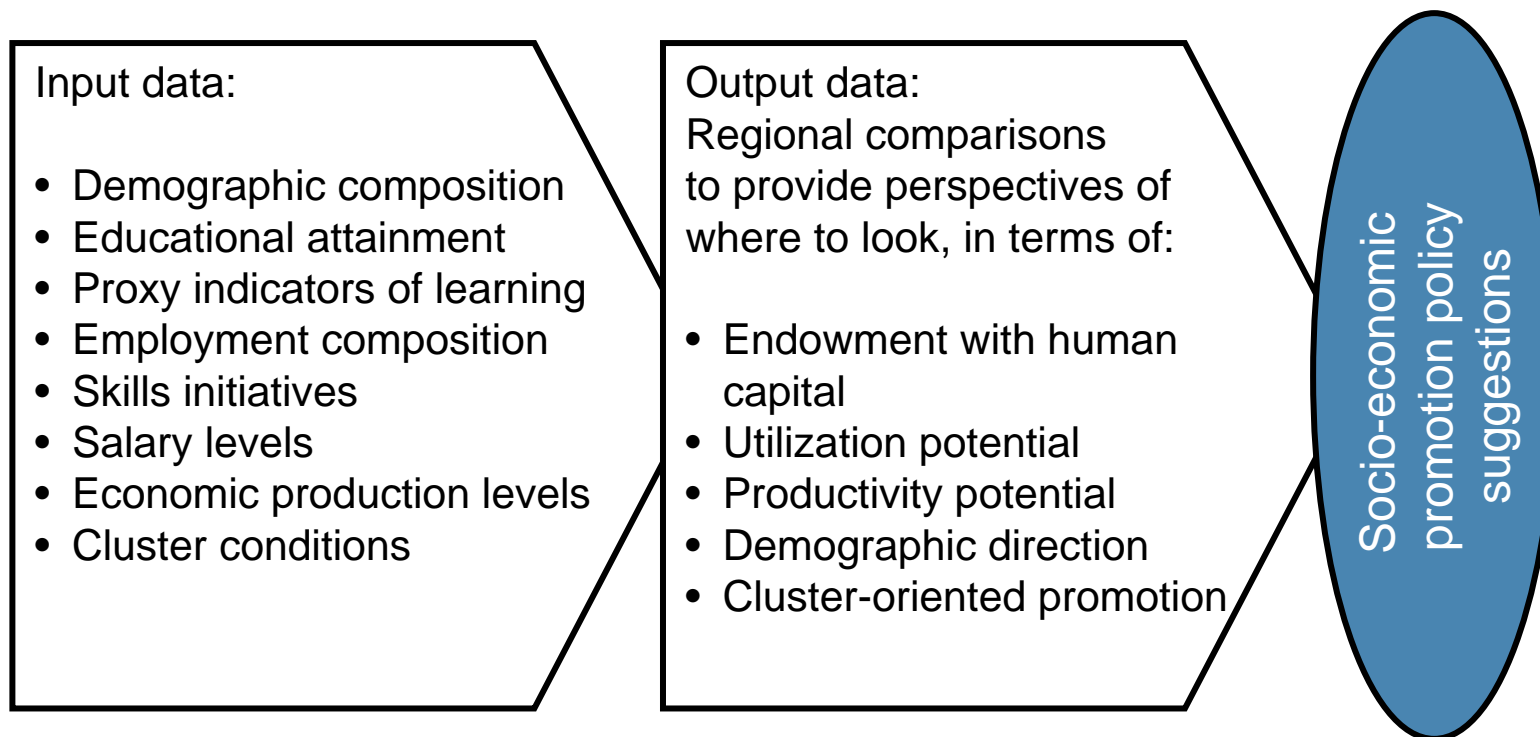 Input data:
• Demographic composition
• Educational attainment
• Proxy indicators of learning
• Employment composition
• Skills initiatives
• Salary levels
• Economic production levels
• Cluster conditions
Output data:
Regional comparisons
to provide perspectives of
where to look, in terms of:
• Endowment with human
capital
• Utilization potential
• Productivity potential
• Demographic direction
• Cluster-oriented promotion
Socio-economic
promotion policy
suggestions